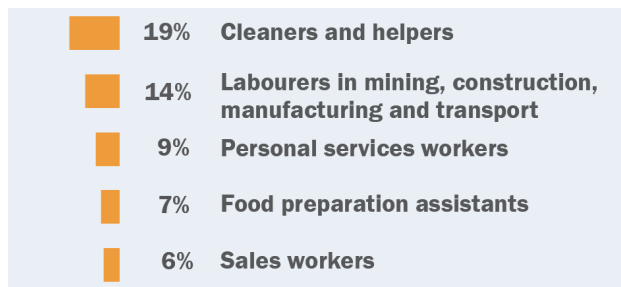 19% Cleaners and helpers
14% Labourers in mining, construction,
manufacturing and transport
9% Personal services workers
7% Food preparation assistants
6% Sales workers